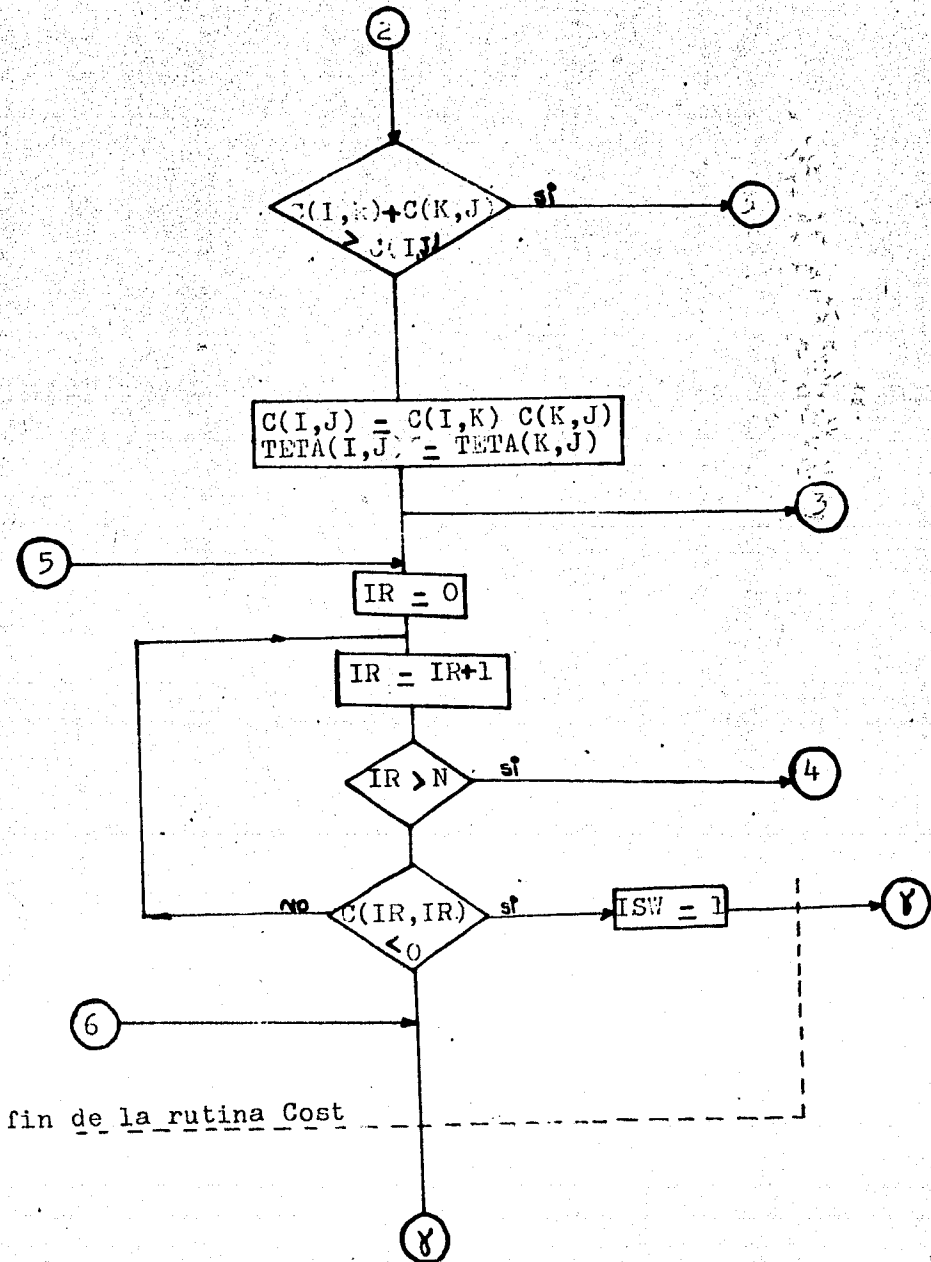 2
C(I,K)+C(K,J)
> C(I,J)
si
C(I,J) = C(I,K) C(K,J)
TETA(I,J) = TETA(K,J)
3
5
IR = 0
IR = IR+1
IR > N
si
4
NO
C(IR,IR)
< 0
si
ISW = 1
γ
6
fin de la rutina Cost
γ